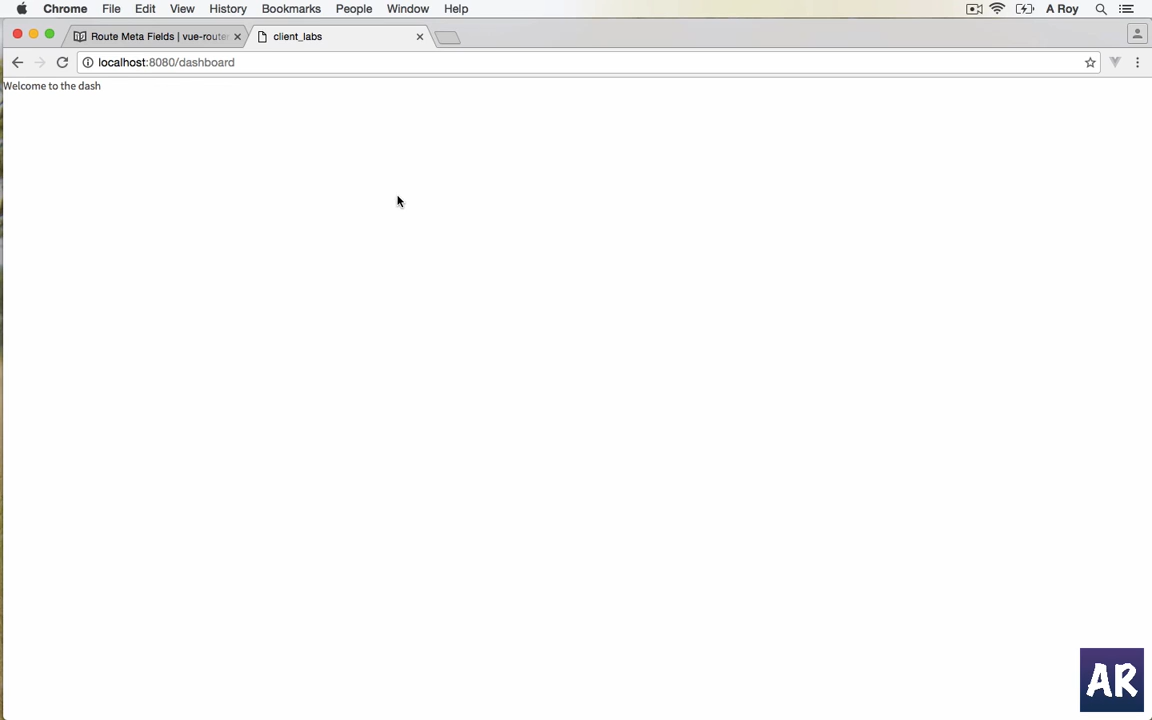 Chrome File Edit View History Bookmarks People Window Help A Roy
Route Meta Fields | vue-route client_labs
localhost:8080/dashboard
Welcome to the dash
AR